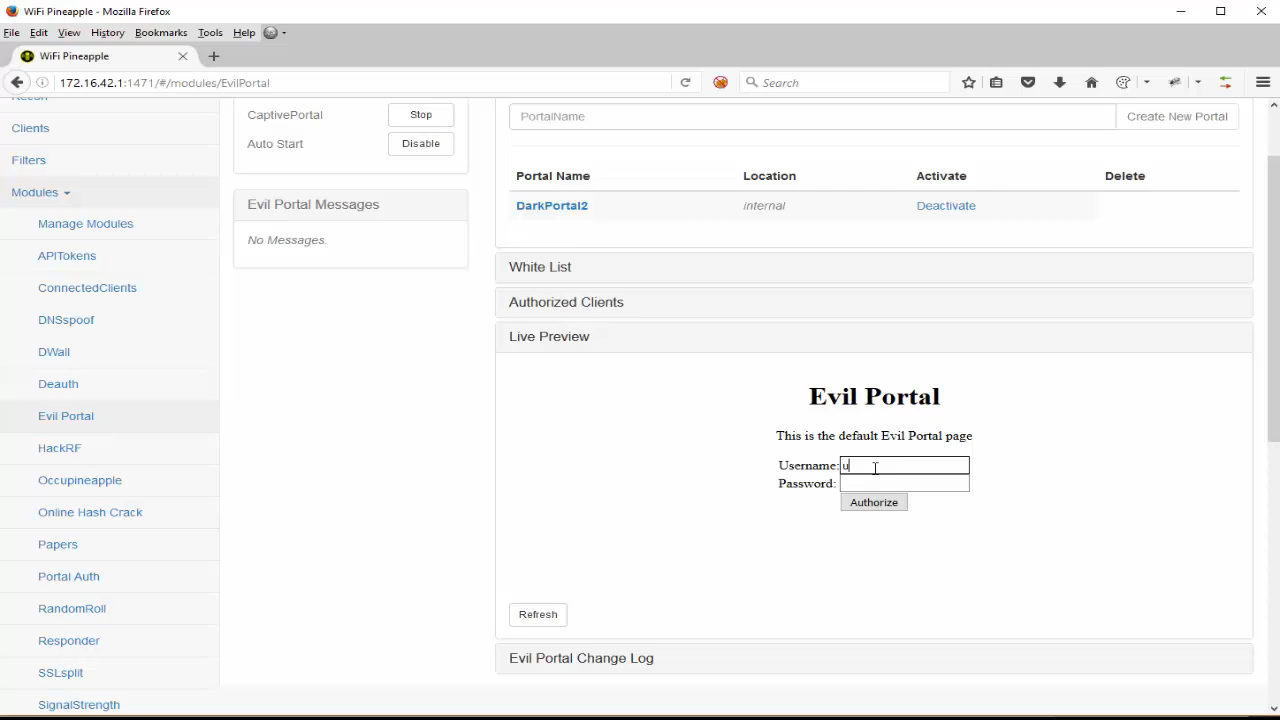 WiFi Pineapple - Mozilla Firefox
File Edit View History Bookmarks Tools Help
WiFi Pineapple
172.16.42.1:1471/#/modules/EvilPortal
Search
Recon
Clients
Filters
Modules
Manage Modules
APITokens
ConnectedClients
DNSspoof
DWall
Deauth
Evil Portal
HackRF
Occupineapple
Online Hash Crack
Papers
Portal Auth
RandomRoll
Responder
SSLsplit
SignalStrength
CaptivePortal Stop
Auto Start Disable
Evil Portal Messages
No Messages.
PortalName Create New Portal
Portal Name Location Activate Delete
DarkPortal2 internal Deactivate
White List
Authorized Clients
Live Preview
Evil Portal
This is the default Evil Portal page
Username: u
Password:
Authorize
Refresh
Evil Portal Change Log